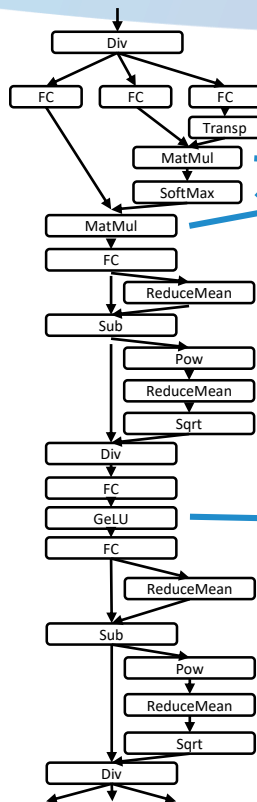 Div
FC FC FC
Transp
MatMul
SoftMax
MatMul
FC
ReduceMean
Sub
Pow
ReduceMean
Sqrt
Div
FC
GeLU
FC
ReduceMean
Sub
Pow
ReduceMean
Sqrt
Div